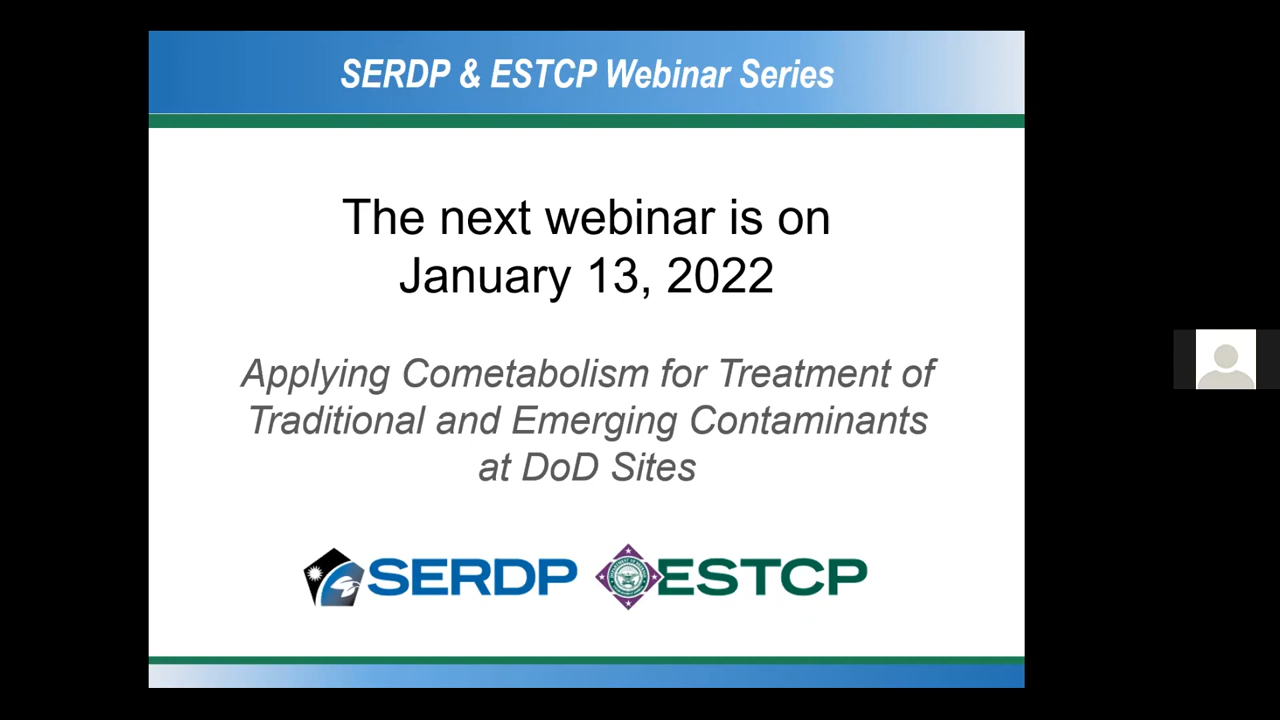 SERDP & ESTCP Webinar Series
The next webinar is on
January 13, 2022
Applying Cometabolism for Treatment of
Traditional and Emerging Contaminants
at DoD Sites
SERDP ESTCP